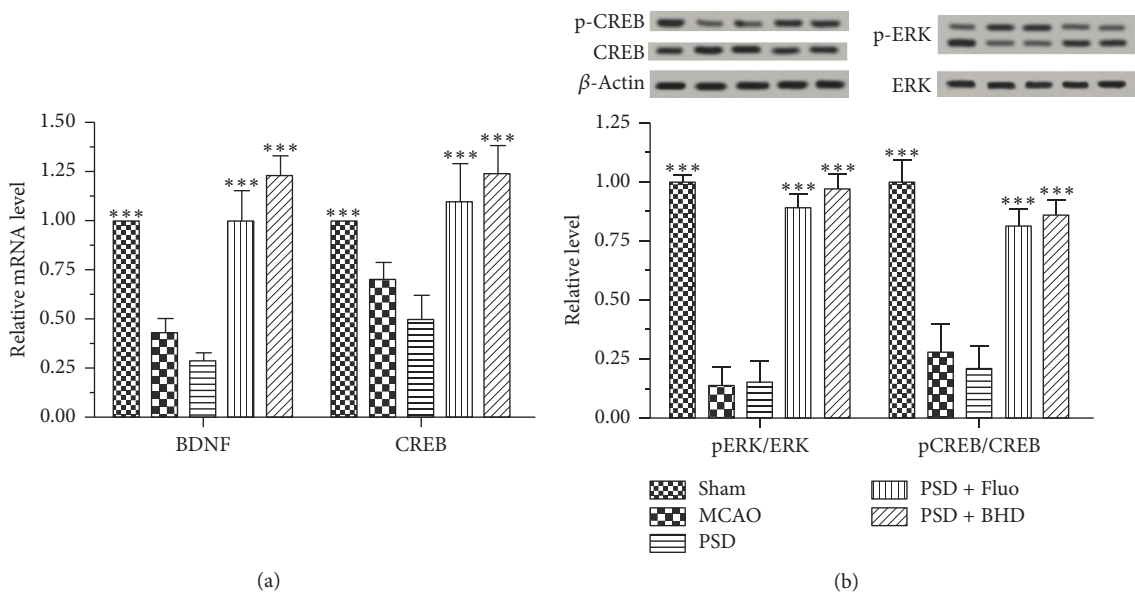 p-CREB
CREB
β-Actin
p-ERK
ERK
Relative mRNA level
1.50
1.25
1.00
0.75
0.50
0.25
0.00
***
***
***
***
***
***
BDNF
CREB
(a)
Relative level
1.25
1.00
0.75
0.50
0.25
0.00
***
***
***
***
***
***
pERK/ERK
pCREB/CREB
Sham
MCAO
PSD
PSD + Fluo
PSD + BHD
(b)